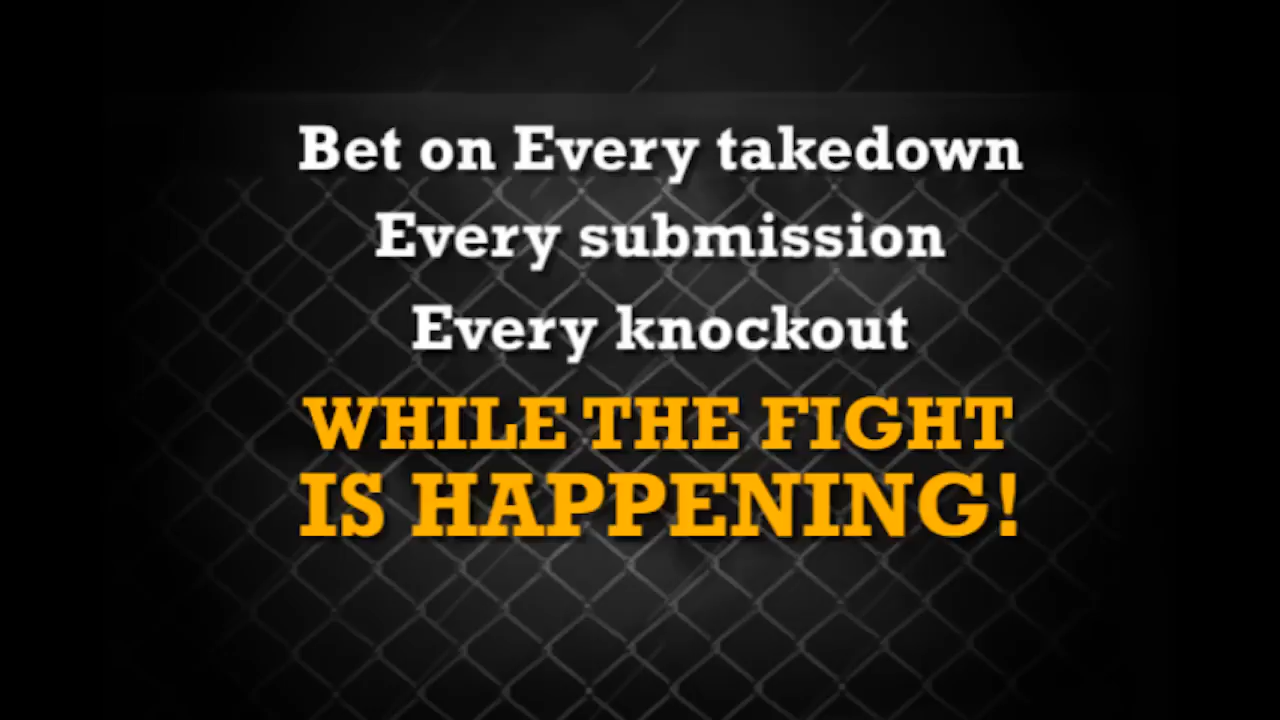 Bet on Every takedown
Every submission
Every knockout
WHILE THE FIGHT
IS HAPPENING!